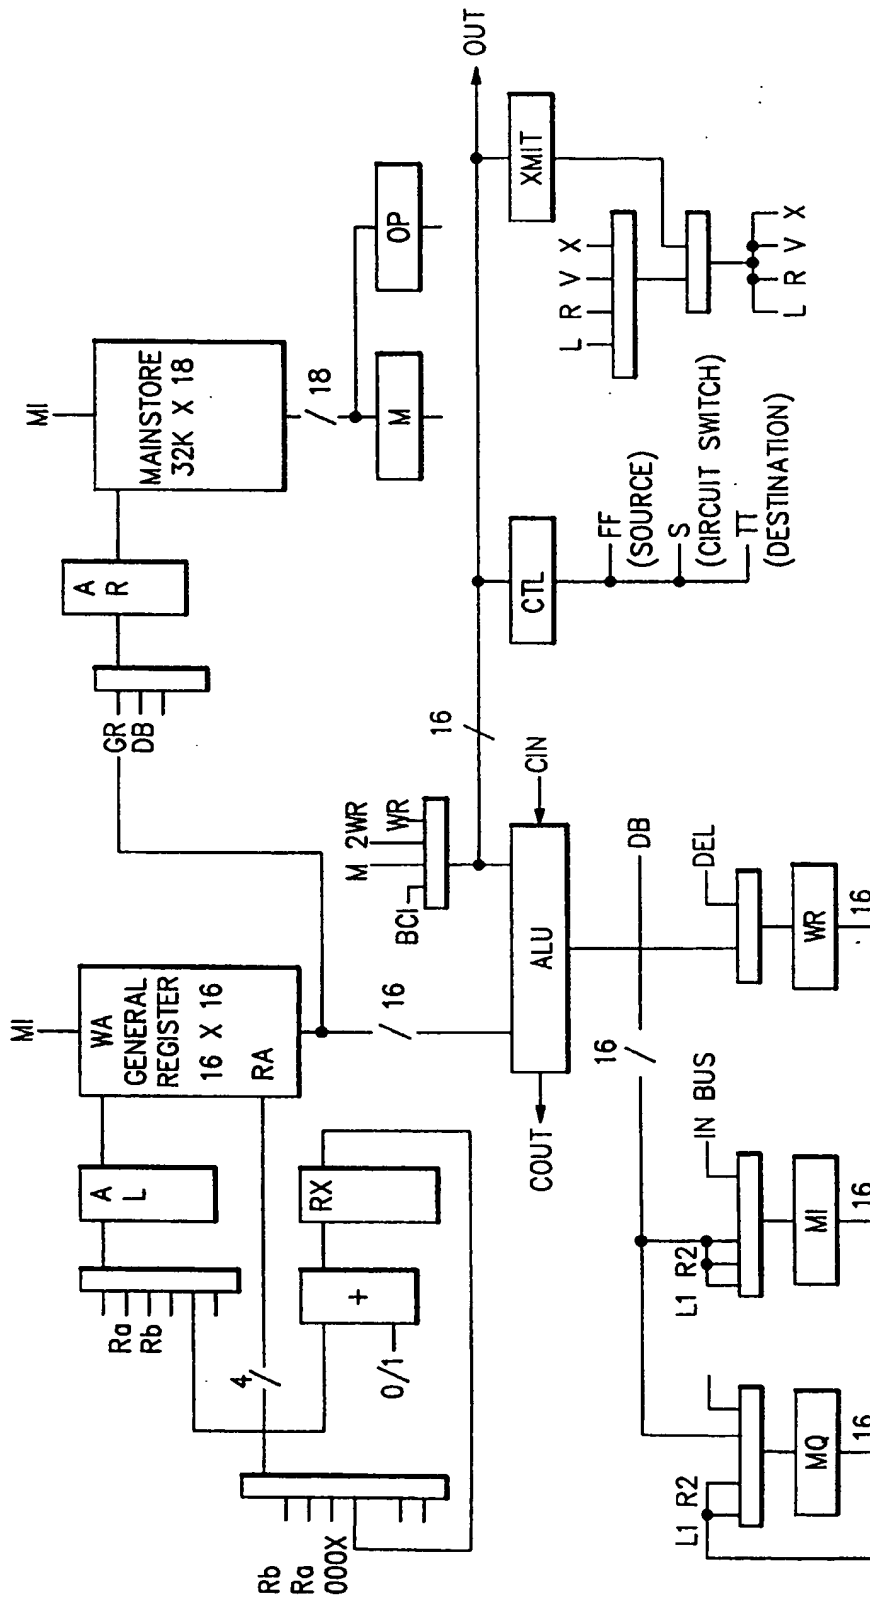 MI
WA
GENERAL
REGISTER
16 X 16
RA
A
L
Ra
Rb
4
RX
+
0/1
Rb
Ra
000X
MI
MAINSTORE
32K X 18
A
R
GR
DB
18
M
OP
16
M
2WR
WR
BCI
16
OUT
ALU
CIN
COUT
CTL
FF
(SOURCE)
S
(CIRCUIT SWITCH)
TT
(DESTINATION)
XMIT
L R V X
L R V X
DB
16
L1 R2
MQ
16
L1 R2
IN BUS
MI
16
DEL
WR
16